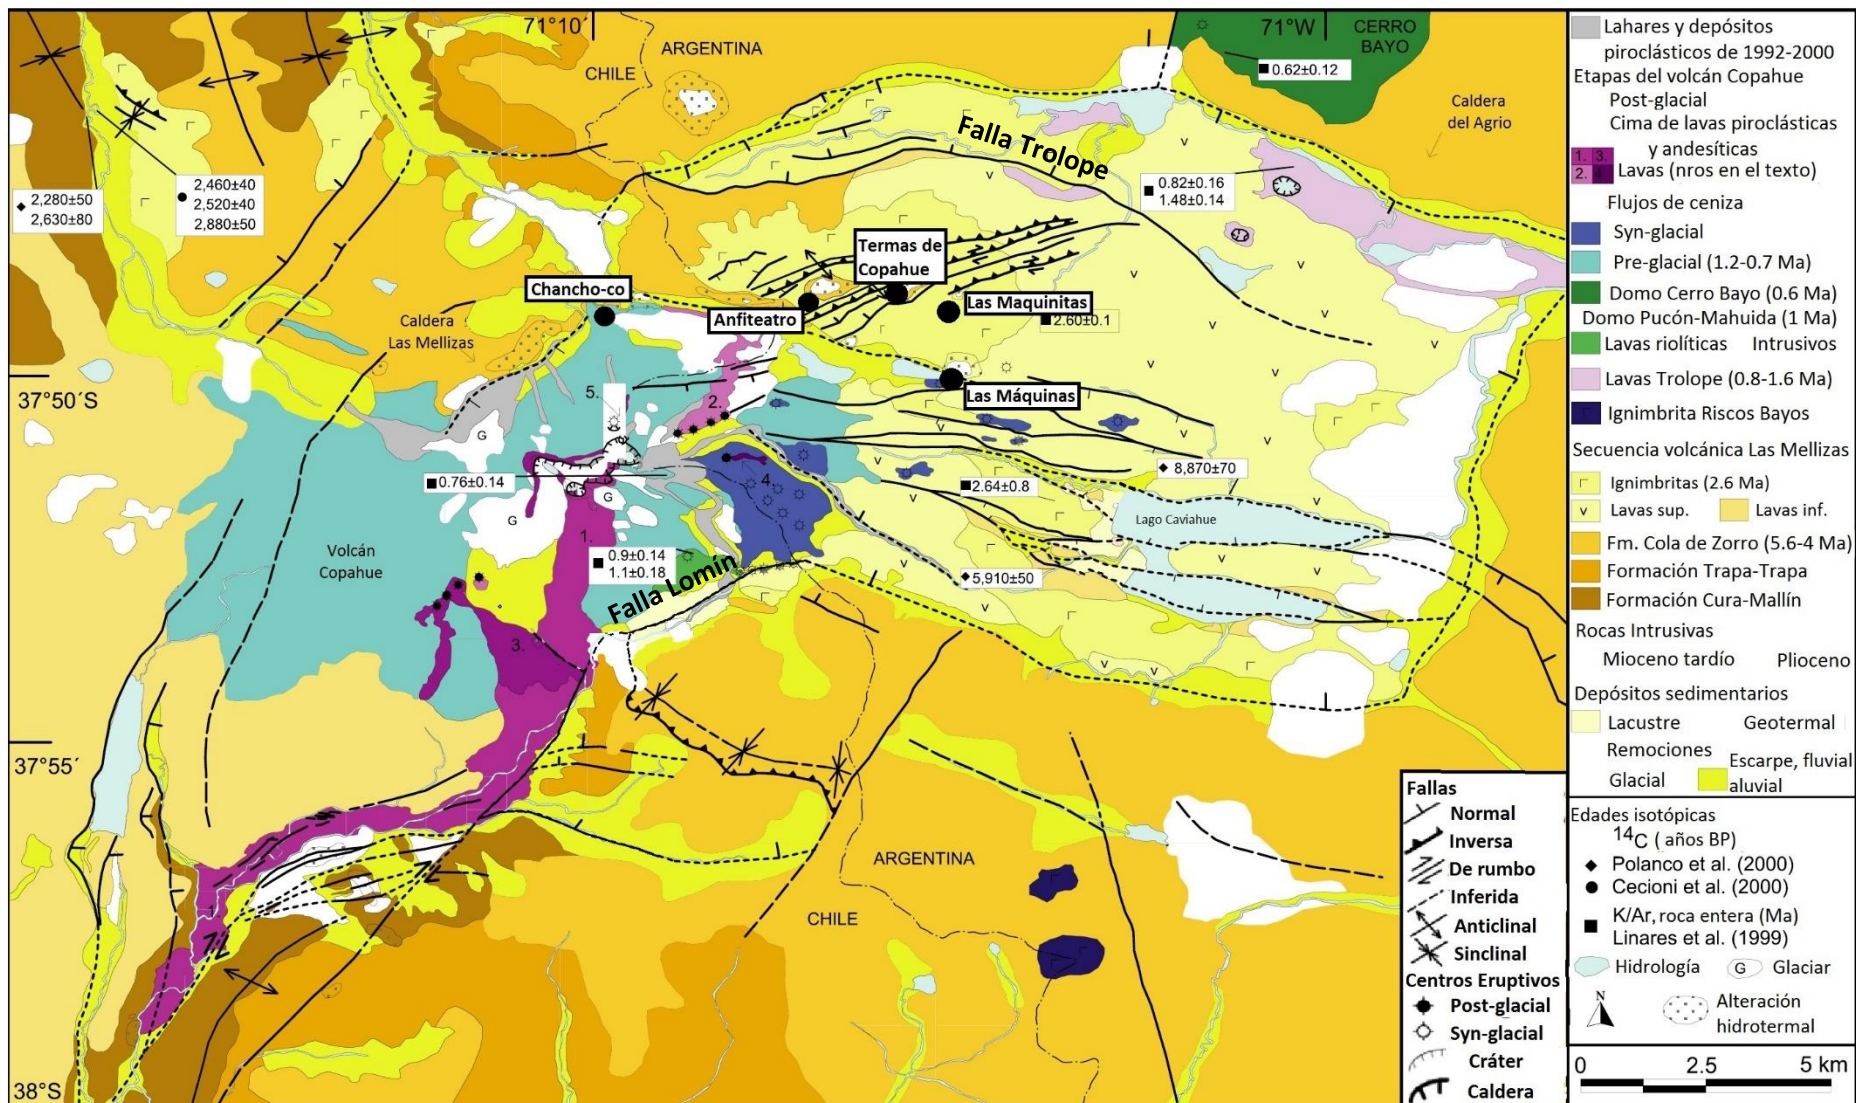 71°10´
71°W
CERRO
BAYO
ARGENTINA
CHILE
0.62±0.12
Caldera
del Agrio
Falla Trolope
2,280±50
2,630±80
2,460±40
2,520±40
2,880±50
0.82±0.16
1.48±0.14
Termas de
Copahue
Chancho-co
Anfiteatro
Las Maquinitas
2.60±0.1
Caldera
Las Mellizas
37°50´S
Las Máquinas
5.
2.
G
0.76±0.14
G
G
4
8,870±70
2.64±0.8
Lago Caviahue
Volcán
Copahue
1.
0.9±0.14
1.1±0.18
Falla Lomín
5,910±50
3.
37°55´
1
ARGENTINA
CHILE
38°S
Fallas
Normal
Inversa
De rumbo
Inferida
Anticlinal
Sinclinal
Centros Eruptivos
Post-glacial
Syn-glacial
Cráter
Caldera
Lahares y depósitos
piroclásticos de 1992-2000
Etapas del volcán Copahue
Post-glacial
Cima de lavas piroclásticas
y andesíticas
1. 3.
2. 4.
Lavas (nros en el texto)
Flujos de ceniza
Syn-glacial
Pre-glacial (1.2-0.7 Ma)
Domo Cerro Bayo (0.6 Ma)
Domo Pucón-Mahuida (1 Ma)
Lavas riolíticas Intrusivos
Lavas Trolope (0.8-1.6 Ma)
Ignimbrita Riscos Bayos
Secuencia volcánica Las Mellizas
Ignimbritas (2.6 Ma)
v Lavas sup. Lavas inf.
Fm. Cola de Zorro (5.6-4 Ma)
Formación Trapa-Trapa
Formación Cura-Mallín
Rocas Intrusivas
Mioceno tardío Plioceno
Depósitos sedimentarios
Lacustre Geotermal
Remociones
Glacial
Escarpe, fluvial
aluvial
Edades isotópicas
14C ( años BP)
Polanco et al. (2000)
Cecioni et al. (2000)
K/Ar, roca entera (Ma)
Linares et al. (1999)
Hidrología G Glaciar
N
Alteración
hidrotermal
0 2.5 5 km